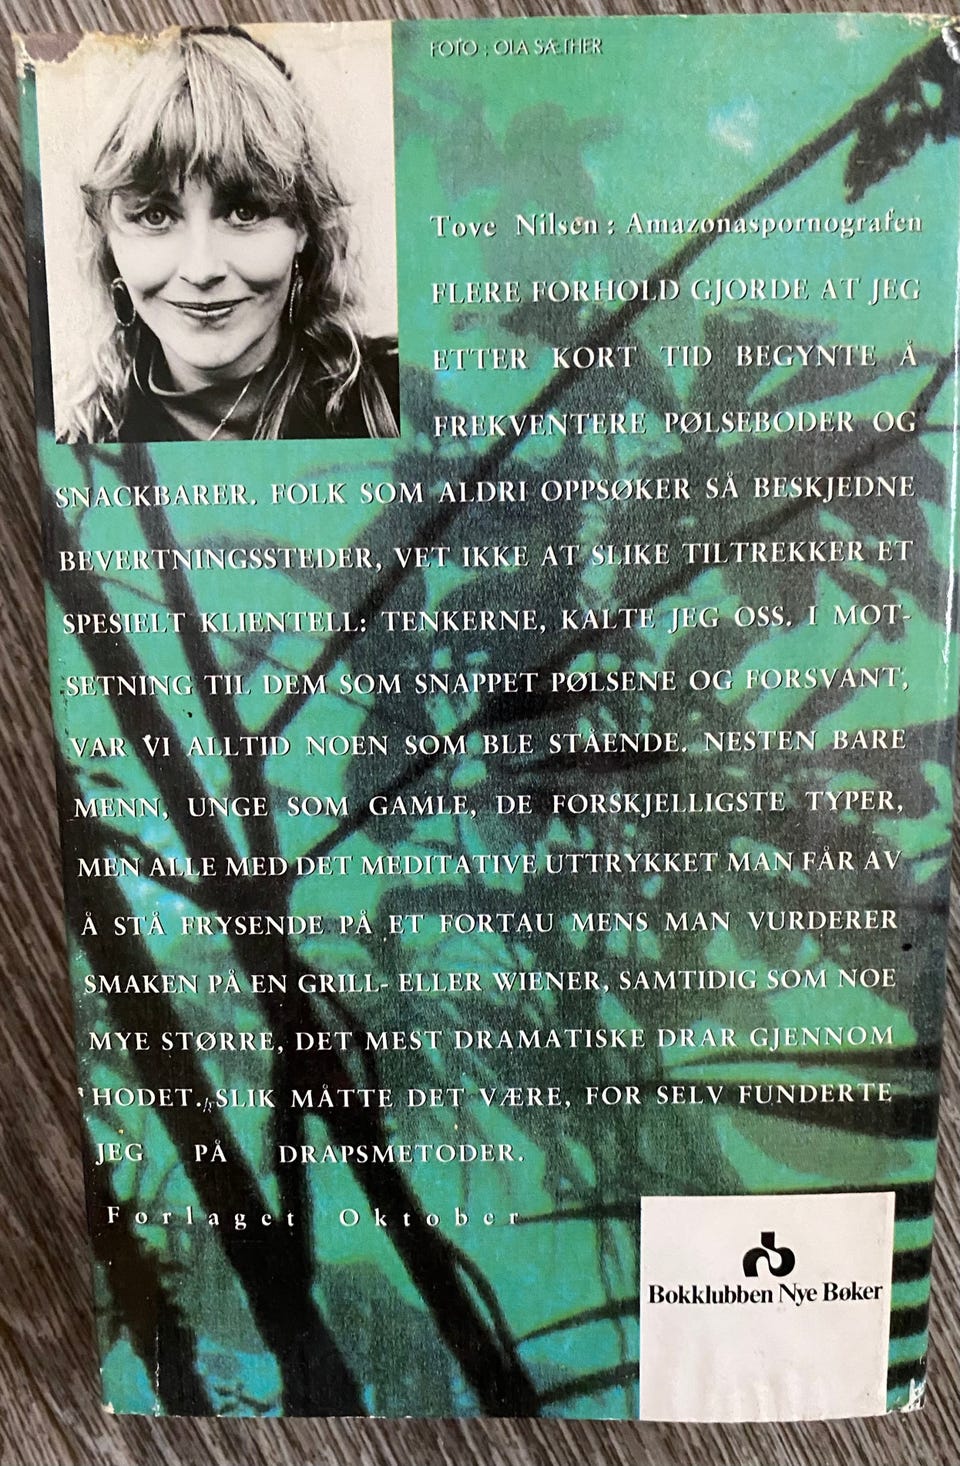 FOTO : OLA SÆTHER
Tove Nilsen : Amazonaspornografen
FLERE FORHOLD GJORDE AT JEG
ETTER KORT TID BEGYNTE Å
FREKVENTERE PØLSEBODER OG
SNACKBARER. FOLK SOM ALDRI OPPSØKER SÅ BESKJEDNE
BEVERTNINGSSTEDER, VET IKKE AT SLIKE TILTREKKER ET
SPESIELT KLIENTELL: TENKERNE, KALTE JEG OSS. I MOT-
SETNING TIL DEM SOM SNAPPET PØLSENE OG FORSVANT,
VAR VI ALLTID NOEN SOM BLE STÅENDE. NESTEN BARE
MENN, UNGE SOM GAMLE, DE FORSKJELLIGSTE TYPER,
MEN ALLE MED DET MEDITATIVE UTTRYKKET MAN FÅR AV
Å STÅ FRYSENDE PÅ ET FORTAU MENS MAN VURDERER
SMAKEN PÅ EN GRILL- ELLER WIENER, SAMTIDIG SOM NOE
MYE STØRRE, DET MEST DRAMATISKE DRAR GJENNOM
HODET. SLIK MÅTTE DET VÆRE, FOR SELV FUNDERTE
JEG PÅ DRAPSMETODER.
Forlaget Oktober
Bokklubben Nye Bøker